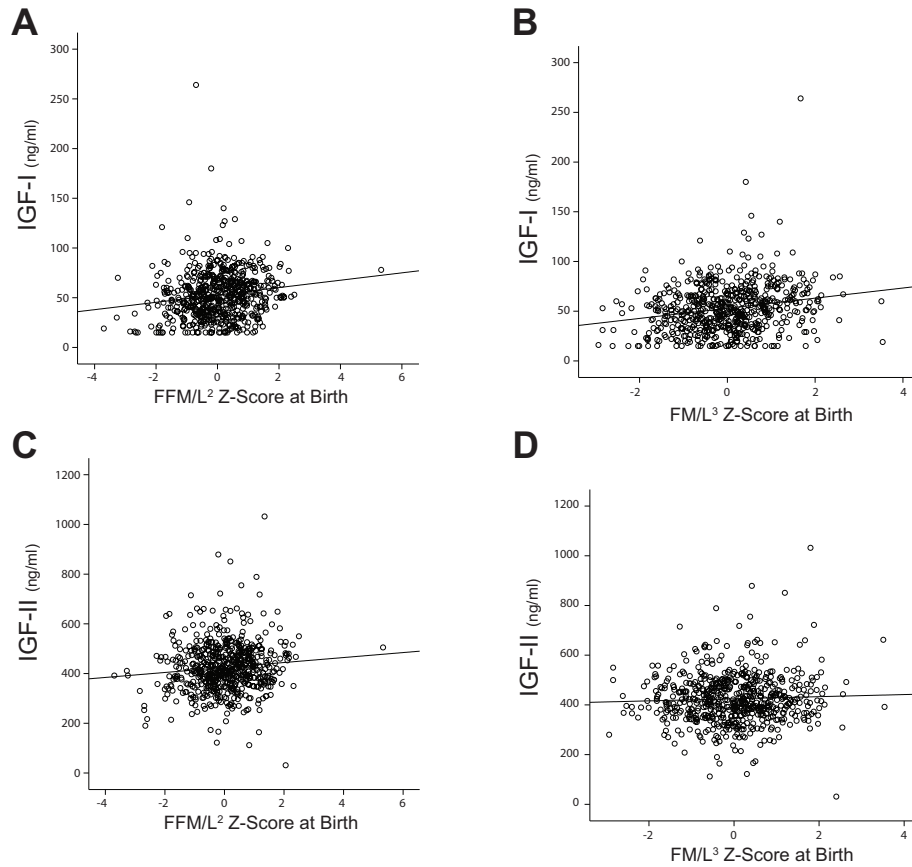 A
300
250
200
150
100
50
0
IGF-I (ng/ml)
-4 -2 0 2 4 6
FFM/L² Z-Score at Birth
B
300
250
200
150
100
50
0
IGF-I (ng/ml)
-2 0 2 4
FM/L³ Z-Score at Birth
C
1200
1000
800
600
400
200
0
IGF-II (ng/ml)
-4 -2 0 2 4 6
FFM/L² Z-Score at Birth
D
1200
1000
800
600
400
200
0
IGF-II (ng/ml)
-2 0 2 4
FM/L³ Z-Score at Birth